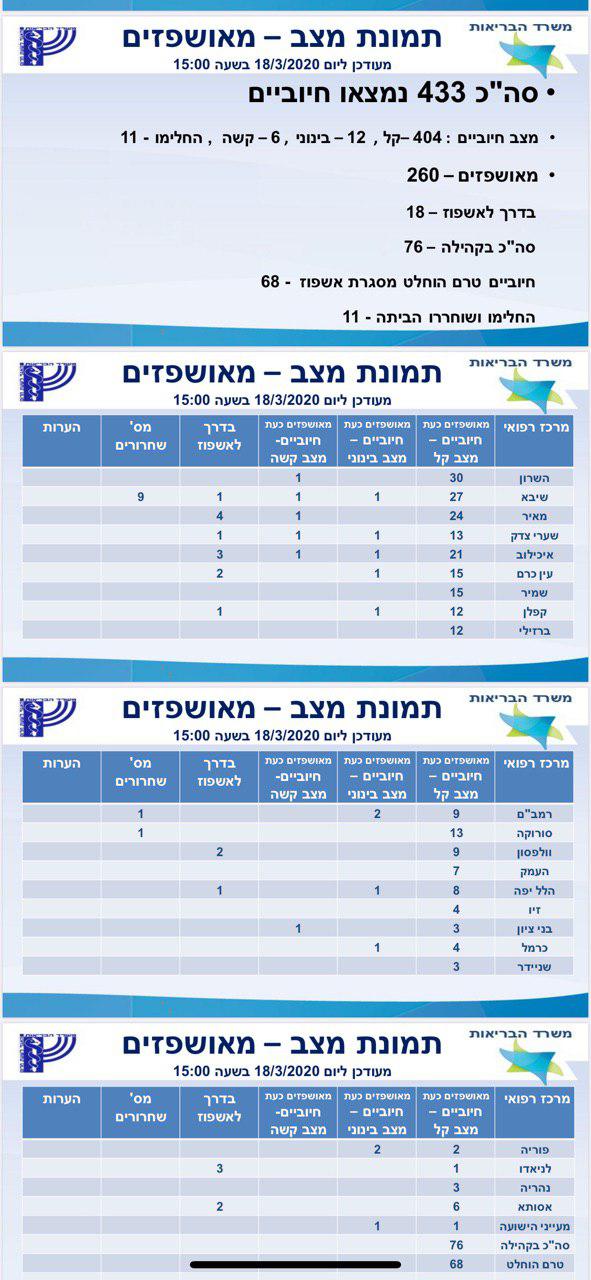 משרד הבריאות
תמונת מצב – מאושפזים
מעודכן ליום 18/3/2020 בשעה 15:00
• סה"כ 433 נמצאו חיוביים
• מצב חיוביים : 404 –קל , 12 – בינוני , 6 – קשה , החלימו - 11
• מאושפזים – 260
בדרך לאשפוז – 18
סה"כ בקהילה – 76
חיוביים טרם הוחלט מסגרת אשפוז - 68
החלימו ושוחררו הביתה - 11
משרד הבריאות
תמונת מצב – מאושפזים
מעודכן ליום 18/3/2020 בשעה 15:00
מרכז רפואי מאושפזים כעת חיוביים – מצב קל מאושפזים כעת חיוביים – מצב בינוני מאושפזים כעת חיוביים- מצב קשה בדרך לאשפוז מס' שחרורים הערות
השרון 30 1
שיבא 27 1 1 1 9
מאיר 24 1 4
שערי צדק 13 1 1 1
איכילוב 21 1 1 3
עין כרם 15 1 2
שמיר 15
קפלן 12 1 1
ברזילי 12
משרד הבריאות
תמונת מצב – מאושפזים
מעודכן ליום 18/3/2020 בשעה 15:00
מרכז רפואי מאושפזים כעת חיוביים – מצב קל מאושפזים כעת חיוביים – מצב בינוני מאושפזים כעת חיוביים- מצב קשה בדרך לאשפוז מס' שחרורים הערות
רמב"ם 9 2 1
סורוקה 13 1
וולפסון 9 2
העמק 7
הלל יפה 8 1 1
זיו 4
בני ציון 3 1
כרמל 4 1
שניידר 3
משרד הבריאות
תמונת מצב – מאושפזים
מעודכן ליום 18/3/2020 בשעה 15:00
מרכז רפואי מאושפזים כעת חיוביים – מצב קל מאושפזים כעת חיוביים – מצב בינוני מאושפזים כעת חיוביים- מצב קשה בדרך לאשפוז מס' שחרורים הערות
פוריה 2 2
לניאדו 1 3
נהריה 3
אסותא 6 2
מעייני הישועה 1 1
סה"כ בקהילה 76
טרם הוחלט 68